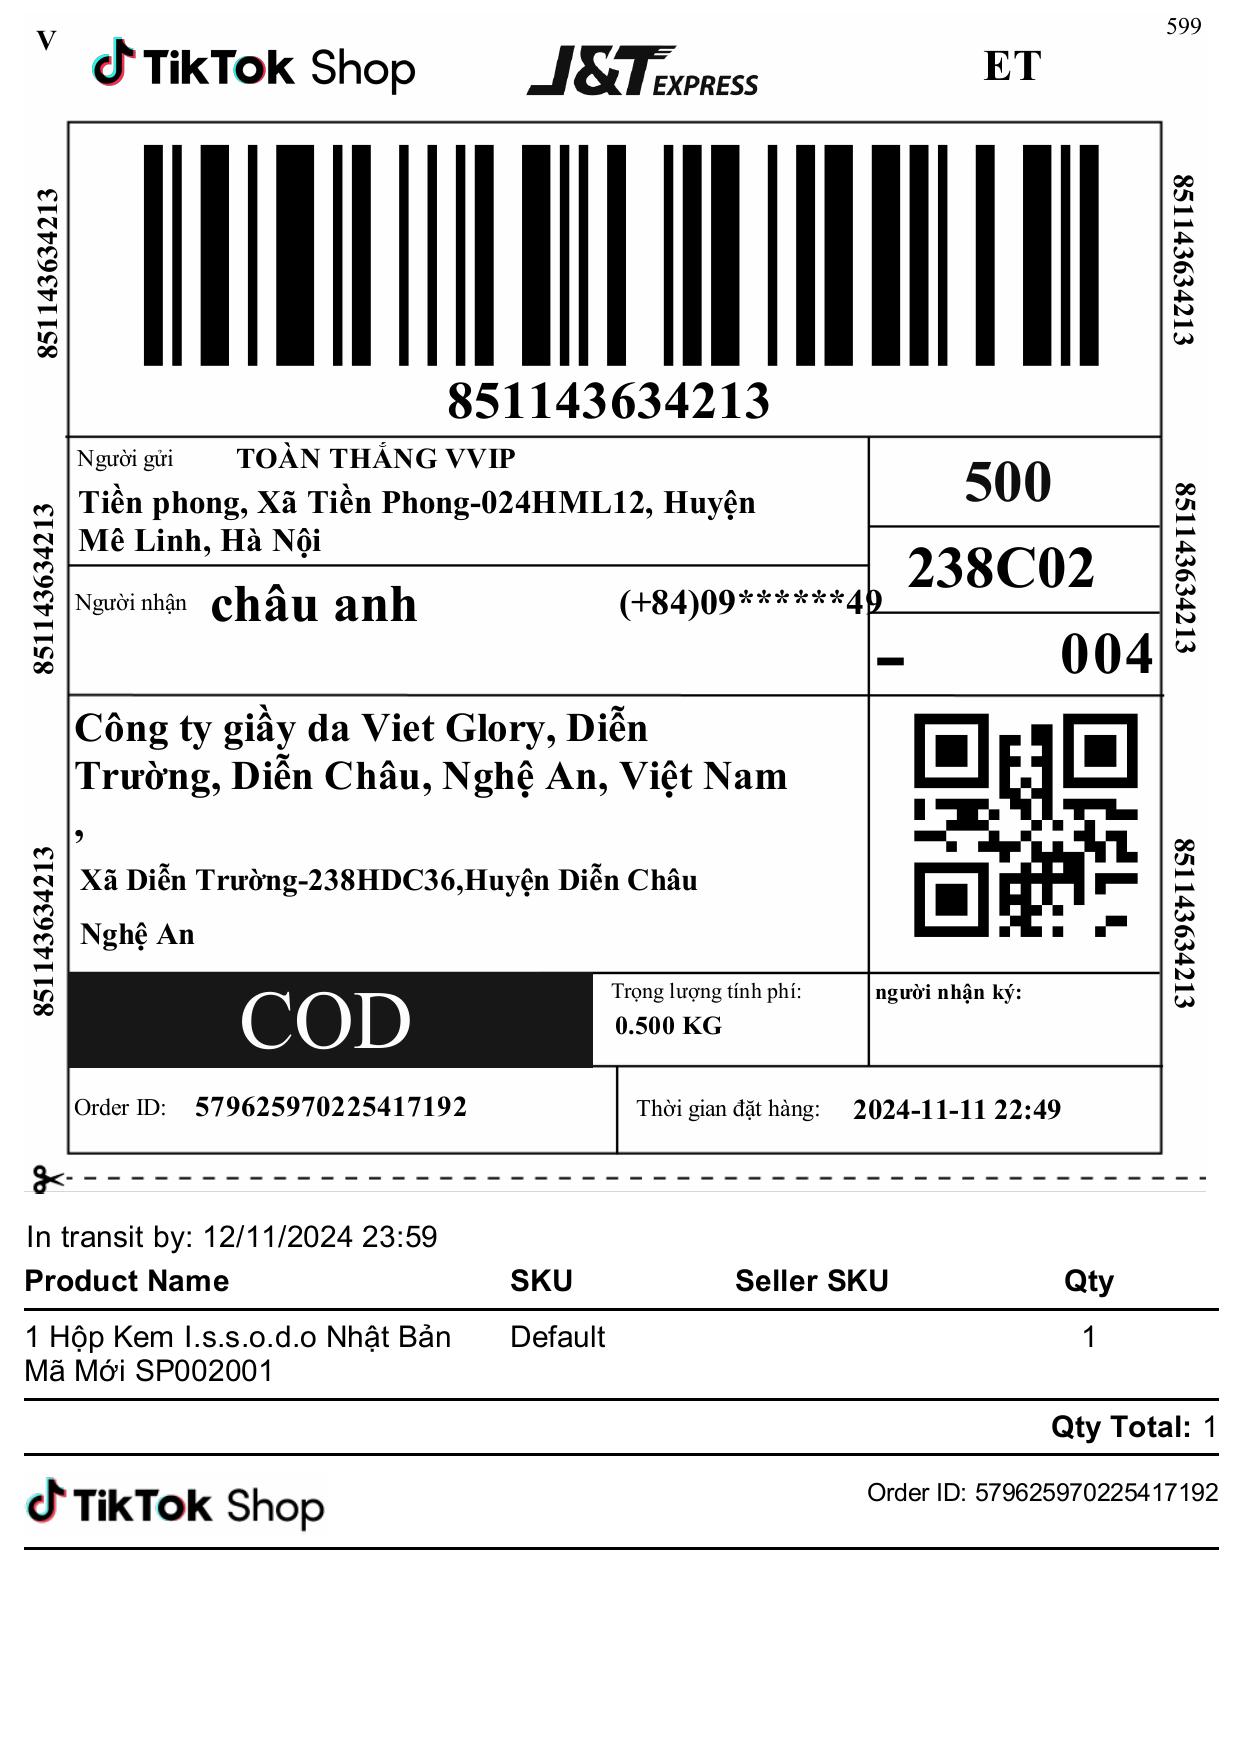 599
V
TikTok Shop
J&T EXPRESS
ET
851143634213
851143634213
851143634213
Người gửi TOÀN THẮNG VVIP
Tiền phong, Xã Tiền Phong-024HML12, Huyện
Mê Linh, Hà Nội
500
238C02
- 004
851143634213
851143634213
Người nhận châu anh (+84)09******49
Công ty giầy da Viet Glory, Diễn
Trường, Diễn Châu, Nghệ An, Việt Nam
,
Xã Diễn Trường-238HDC36,Huyện Diễn Châu
Nghệ An
851143634213
851143634213
COD
Trọng lượng tính phí:
0.500 KG
người nhận ký:
Order ID: 579625970225417192
Thời gian đặt hàng: 2024-11-11 22:49
In transit by: 12/11/2024 23:59
Product Name SKU Seller SKU Qty
1 Hộp Kem I.s.s.o.d.o Nhật Bản Default 1
Mã Mới SP002001
Qty Total: 1
TikTok Shop
Order ID: 579625970225417192